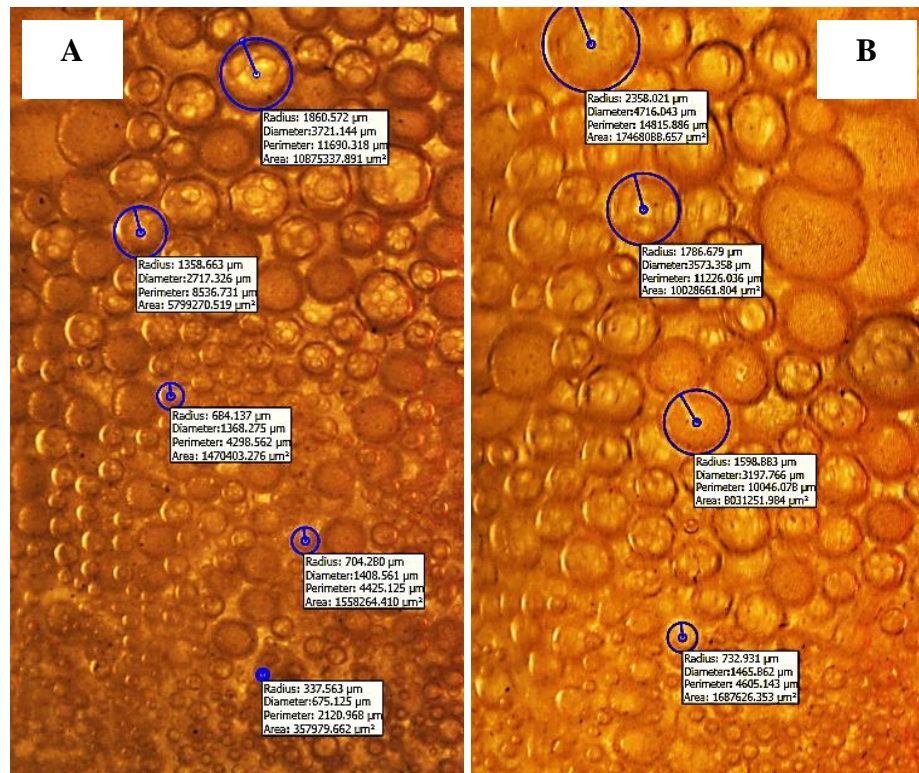 A
Radius: 1860.572 µm
Diameter:3721.144 µm
Perimeter: 11690.318 µm
Area: 10875337.891 µm²
Radius: 1358.663 µm
Diameter:2717.326 µm
Perimeter: 8536.731 µm
Area: 5799270.519 µm²
Radius: 684.137 µm
Diameter:1368.275 µm
Perimeter: 4298.562 µm
Area: 1470403.276 µm²
Radius: 704.280 µm
Diameter:1408.561 µm
Perimeter: 4425.125 µm
Area: 1558264.410 µm²
Radius: 337.563 µm
Diameter:675.125 µm
Perimeter: 2120.968 µm
Area: 357979.662 µm²
B
Radius: 2358.021 µm
Diameter:4716.043 µm
Perimeter: 14815.886 µm
Area: 17468088.657 µm²
Radius: 1786.679 µm
Diameter:3573.358 µm
Perimeter: 11226.036 µm
Area: 10028661.804 µm²
Radius: 1598.883 µm
Diameter:3197.766 µm
Perimeter: 10046.078 µm
Area: 8031251.984 µm²
Radius: 732.931 µm
Diameter:1465.862 µm
Perimeter: 4605.143 µm
Area: 1687626.353 µm²